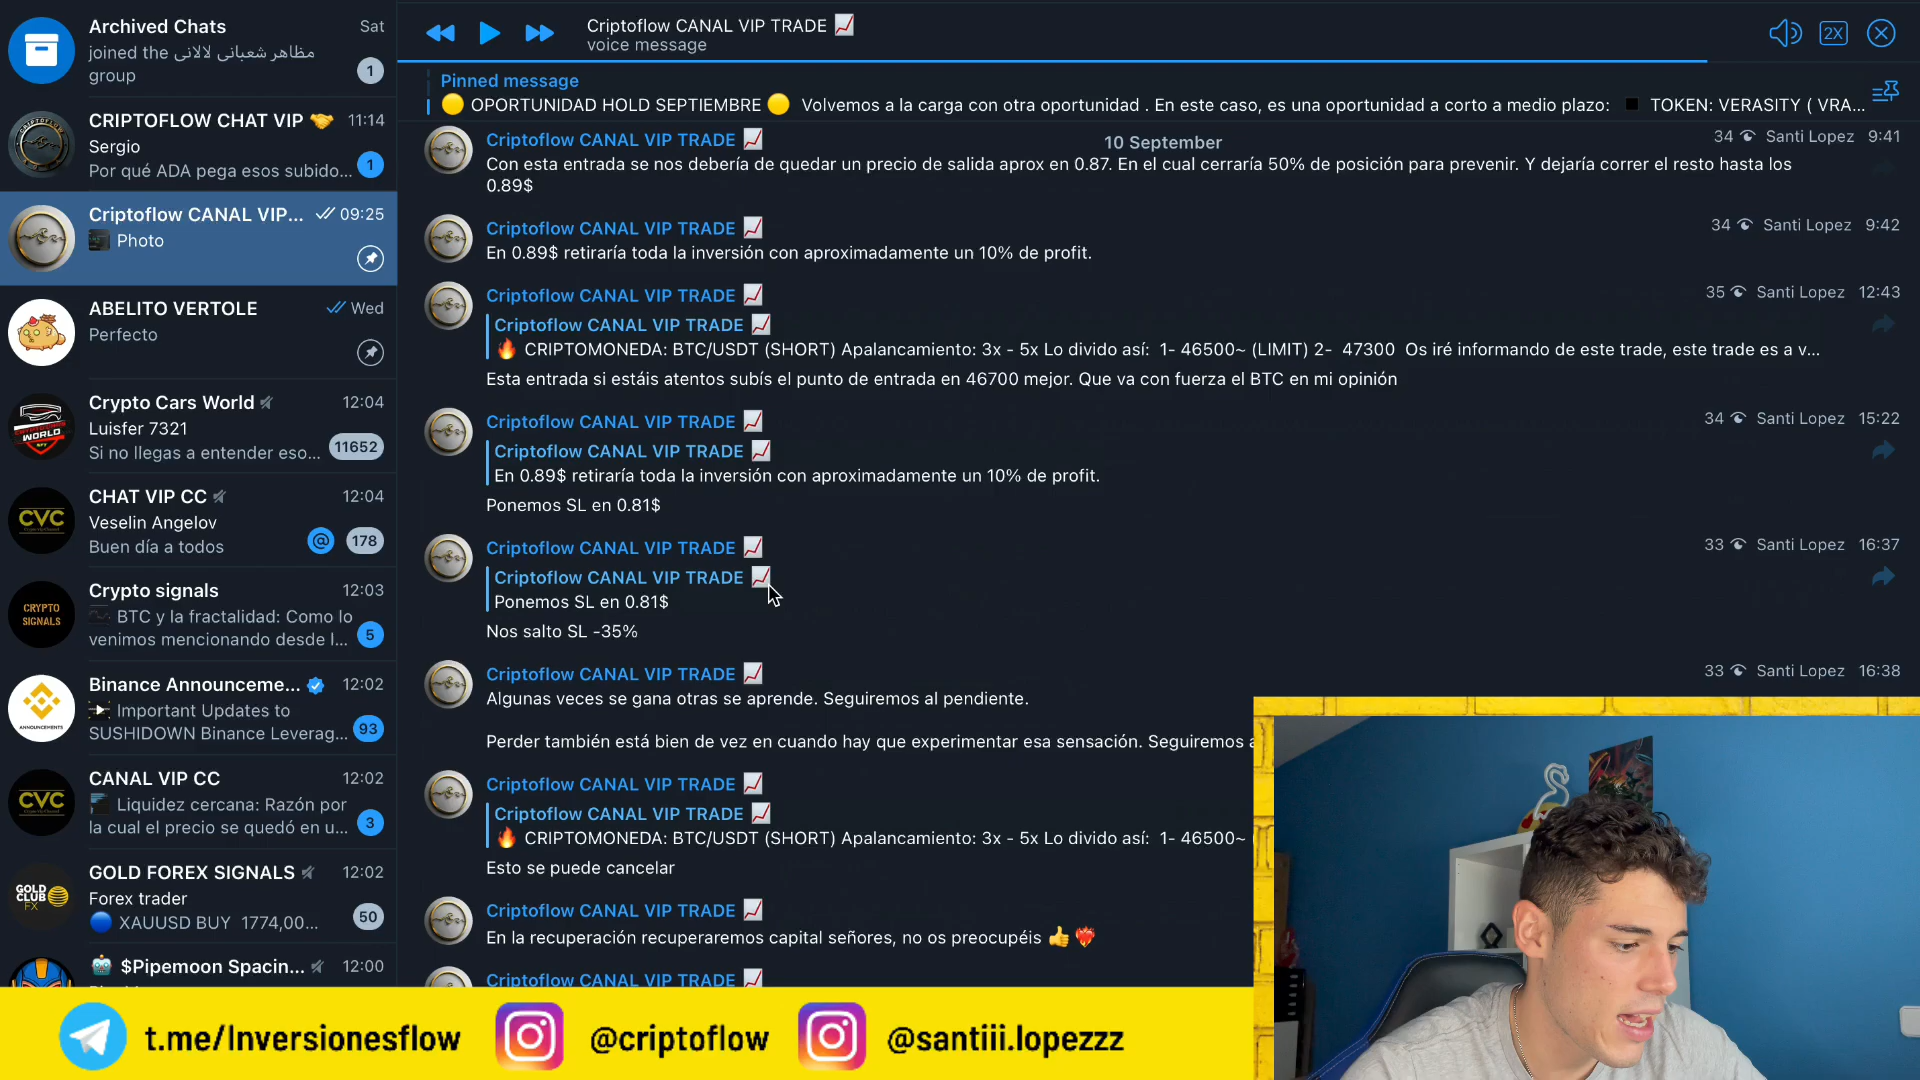 Archived Chats Sat
joined the مظاهر شعبانی لالانی
group 1
CRIPTOFLOW CHAT VIP 🤝 11:14
Sergio
Por qué ADA pega esos subido... 1
Criptoflow CANAL VIP... 09:25
Photo
ABELITO VERTOLE Wed
Perfecto
Crypto Cars World 12:04
Luisfer 7321
Si no llegas a entender eso... 11652
CHAT VIP CC 12:04
Veselin Angelov
Buen día a todos @ 178
Crypto signals 12:03
BTC y la fractalidad: Como lo
venimos mencionando desde l... 5
Binance Announceme... 12:02
Important Updates to
SUSHIDOWN Binance Leverag... 93
CANAL VIP CC 12:02
Liquidez cercana: Razón por
la cual el precio se quedó en u... 3
GOLD FOREX SIGNALS 12:02
Forex trader
🔵 XAUUSD BUY 1774,00... 50
🤖 $Pipemoon Spacin... 12:00
CRYPTO
SIGNALS
CVC
CVC
WORLD
ANNOUNCEMENTS
GOLD
CLUB
FX
Criptoflow CANAL VIP TRADE 📈
voice message
2X
Pinned message
🟡 OPORTUNIDAD HOLD SEPTIEMBRE 🟡 Volvemos a la carga con otra oportunidad . En este caso, es una oportunidad a corto a medio plazo: ◾ TOKEN: VERASITY ( VRA...
10 September
Criptoflow CANAL VIP TRADE 📈 34 Santi Lopez 9:41
Con esta entrada se nos debería de quedar un precio de salida aprox en 0.87. En el cual cerraría 50% de posición para prevenir. Y dejaría correr el resto hasta los
0.89$
Criptoflow CANAL VIP TRADE 📈 34 Santi Lopez 9:42
En 0.89$ retiraría toda la inversión con aproximadamente un 10% de profit.
Criptoflow CANAL VIP TRADE 📈 35 Santi Lopez 12:43
Criptoflow CANAL VIP TRADE 📈
🔥 CRIPTOMONEDA: BTC/USDT (SHORT) Apalancamiento: 3x - 5x Lo divido así: 1- 46500~ (LIMIT) 2- 47300 Os iré informando de este trade, este trade es a v...
Esta entrada si estáis atentos subís el punto de entrada en 46700 mejor. Que va con fuerza el BTC en mi opinión
Criptoflow CANAL VIP TRADE 📈 34 Santi Lopez 15:22
Criptoflow CANAL VIP TRADE 📈
En 0.89$ retiraría toda la inversión con aproximadamente un 10% de profit.
Ponemos SL en 0.81$
Criptoflow CANAL VIP TRADE 📈 33 Santi Lopez 16:37
Criptoflow CANAL VIP TRADE 📈
Ponemos SL en 0.81$
Nos salto SL -35%
Criptoflow CANAL VIP TRADE 📈 33 Santi Lopez 16:38
Algunas veces se gana otras se aprende. Seguiremos al pendiente.
Perder también está bien de vez en cuando hay que experimentar esa sensación. Seguiremos a
Criptoflow CANAL VIP TRADE 📈
Criptoflow CANAL VIP TRADE 📈
🔥 CRIPTOMONEDA: BTC/USDT (SHORT) Apalancamiento: 3x - 5x Lo divido así: 1- 46500~
Esto se puede cancelar
Criptoflow CANAL VIP TRADE 📈
En la recuperación recuperaremos capital señores, no os preocupéis 👍❤️‍🔥
Criptoflow CANAL VIP TRADE 📈
t.me/Inversionesflow @criptoflow @santiii.lopezzz